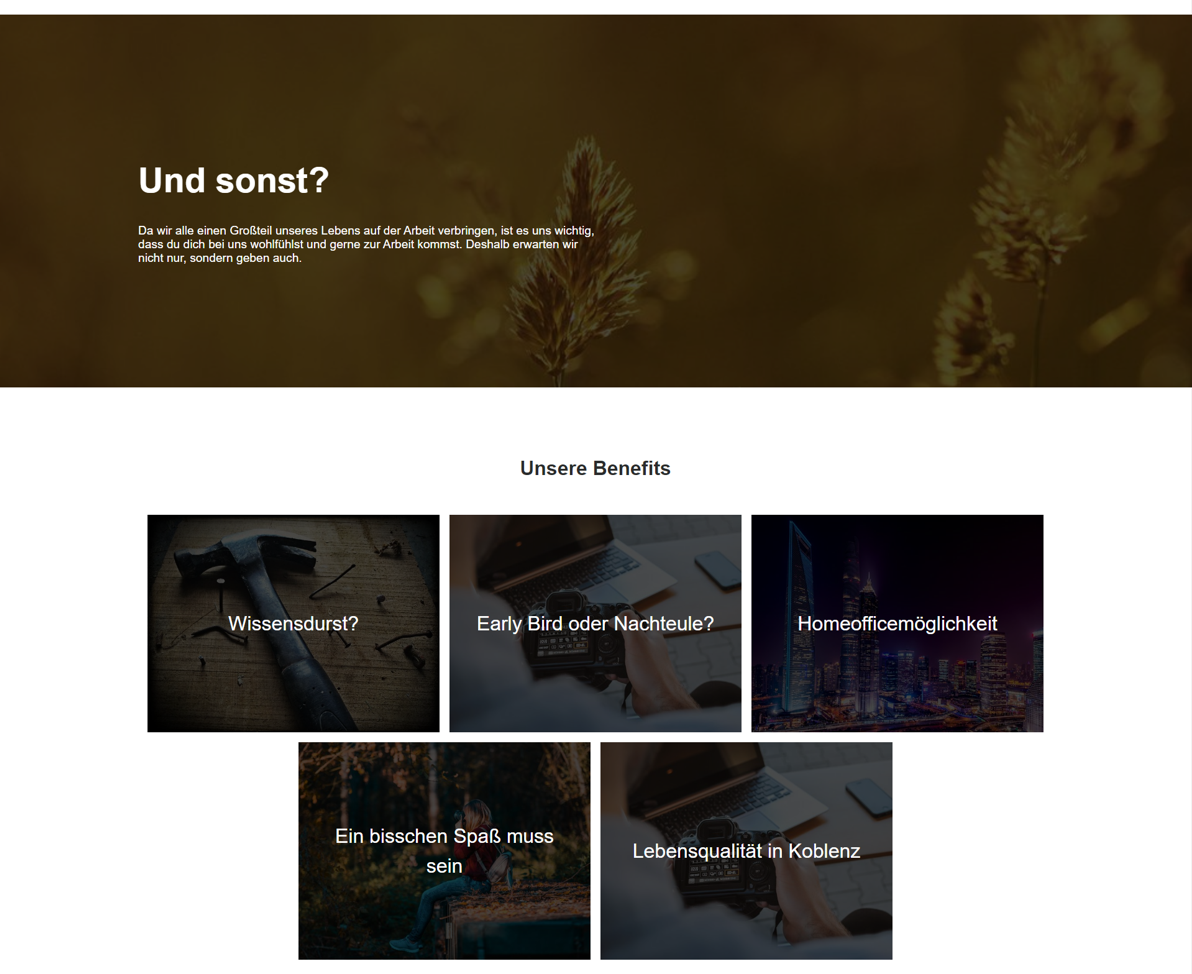 Und sonst?
Da wir alle einen Großteil unseres Lebens auf der Arbeit verbringen, ist es uns wichtig,
dass du dich bei uns wohlfühlst und gerne zur Arbeit kommst. Deshalb erwarten wir
nicht nur, sondern geben auch.
Unsere Benefits
Wissensdurst?
Early Bird oder Nachteule?
Homeofficemöglichkeit
Ein bisschen Spaß muss
sein
Lebensqualität in Koblenz